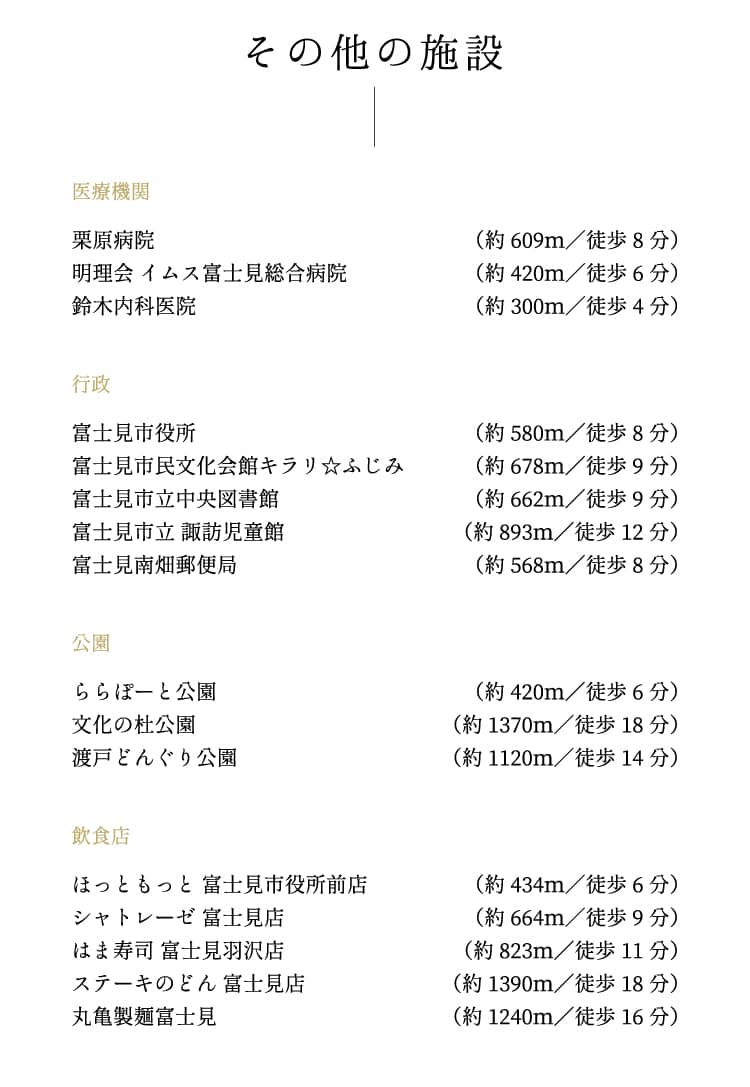 その他の施設
医療機関
栗原病院 （約 609m／徒歩 8 分）
明理会 イムス富士見総合病院 （約 420m／徒歩 6 分）
鈴木内科医院 （約 300m／徒歩 4 分）
行政
富士見市役所 （約 580m／徒歩 8 分）
富士見市民文化会館キラリ☆ふじみ （約 678m／徒歩 9 分）
富士見市立中央図書館 （約 662m／徒歩 9 分）
富士見市立 諏訪児童館 （約 893m／徒歩 12 分）
富士見南畑郵便局 （約 568m／徒歩 8 分）
公園
ららぽーと公園 （約 420m／徒歩 6 分）
文化の杜公園 （約 1370m／徒歩 18 分）
渡戸どんぐり公園 （約 1120m／徒歩 14 分）
飲食店
ほっともっと 富士見市役所前店 （約 434m／徒歩 6 分）
シャトレーゼ 富士見店 （約 664m／徒歩 9 分）
はま寿司 富士見羽沢店 （約 823m／徒歩 11 分）
ステーキのどん 富士見店 （約 1390m／徒歩 18 分）
丸亀製麺富士見 （約 1240m／徒歩 16 分）